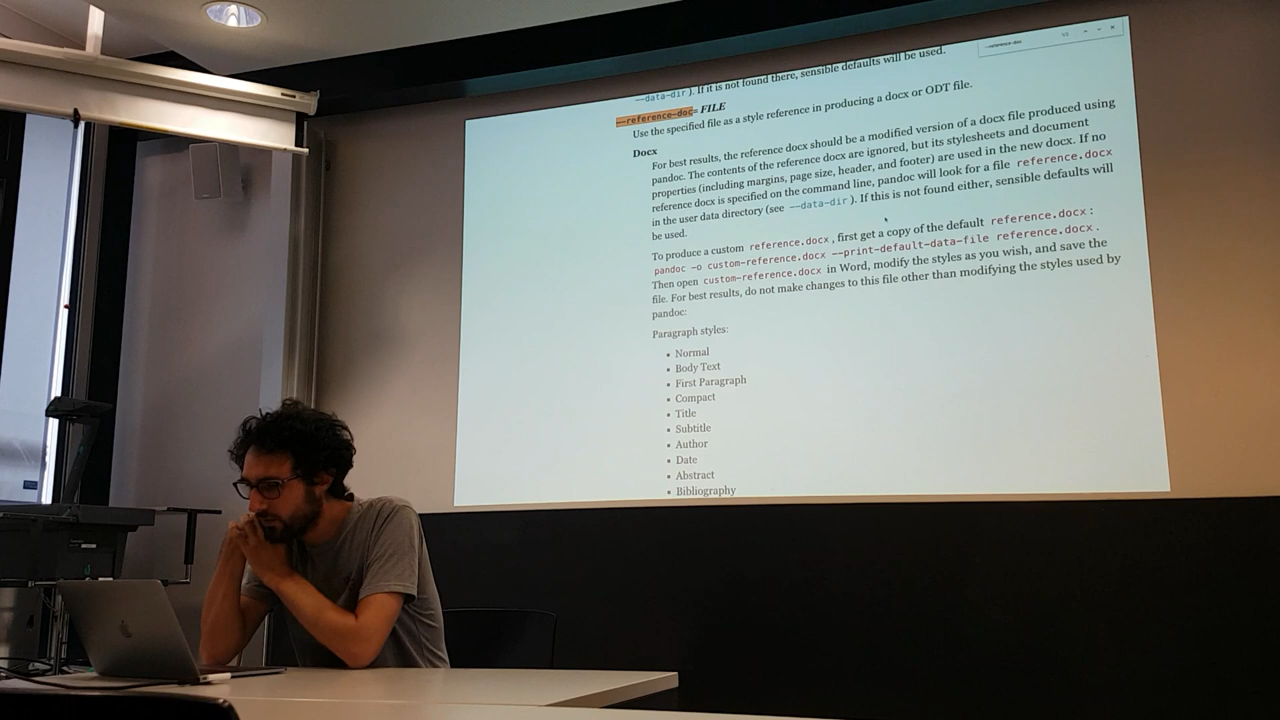 --reference-doc
--data-dir ). If it is not found there, sensible defaults will be used.
--reference-doc= FILE
Use the specified file as a style reference in producing a docx or ODT file.
Docx
For best results, the reference docx should be a modified version of a docx file produced using
pandoc. The contents of the reference docx are ignored, but its stylesheets and document
properties (including margins, page size, header, and footer) are used in the new docx. If no
reference docx is specified on the command line, pandoc will look for a file reference.docx
in the user data directory (see --data-dir ). If this is not found either, sensible defaults will
be used.
To produce a custom reference.docx , first get a copy of the default reference.docx :
pandoc -o custom-reference.docx --print-default-data-file reference.docx .
Then open custom-reference.docx in Word, modify the styles as you wish, and save the
file. For best results, do not make changes to this file other than modifying the styles used by
pandoc:
Paragraph styles:
• Normal
• Body Text
• First Paragraph
• Compact
• Title
• Subtitle
• Author
• Date
• Abstract
• Bibliography